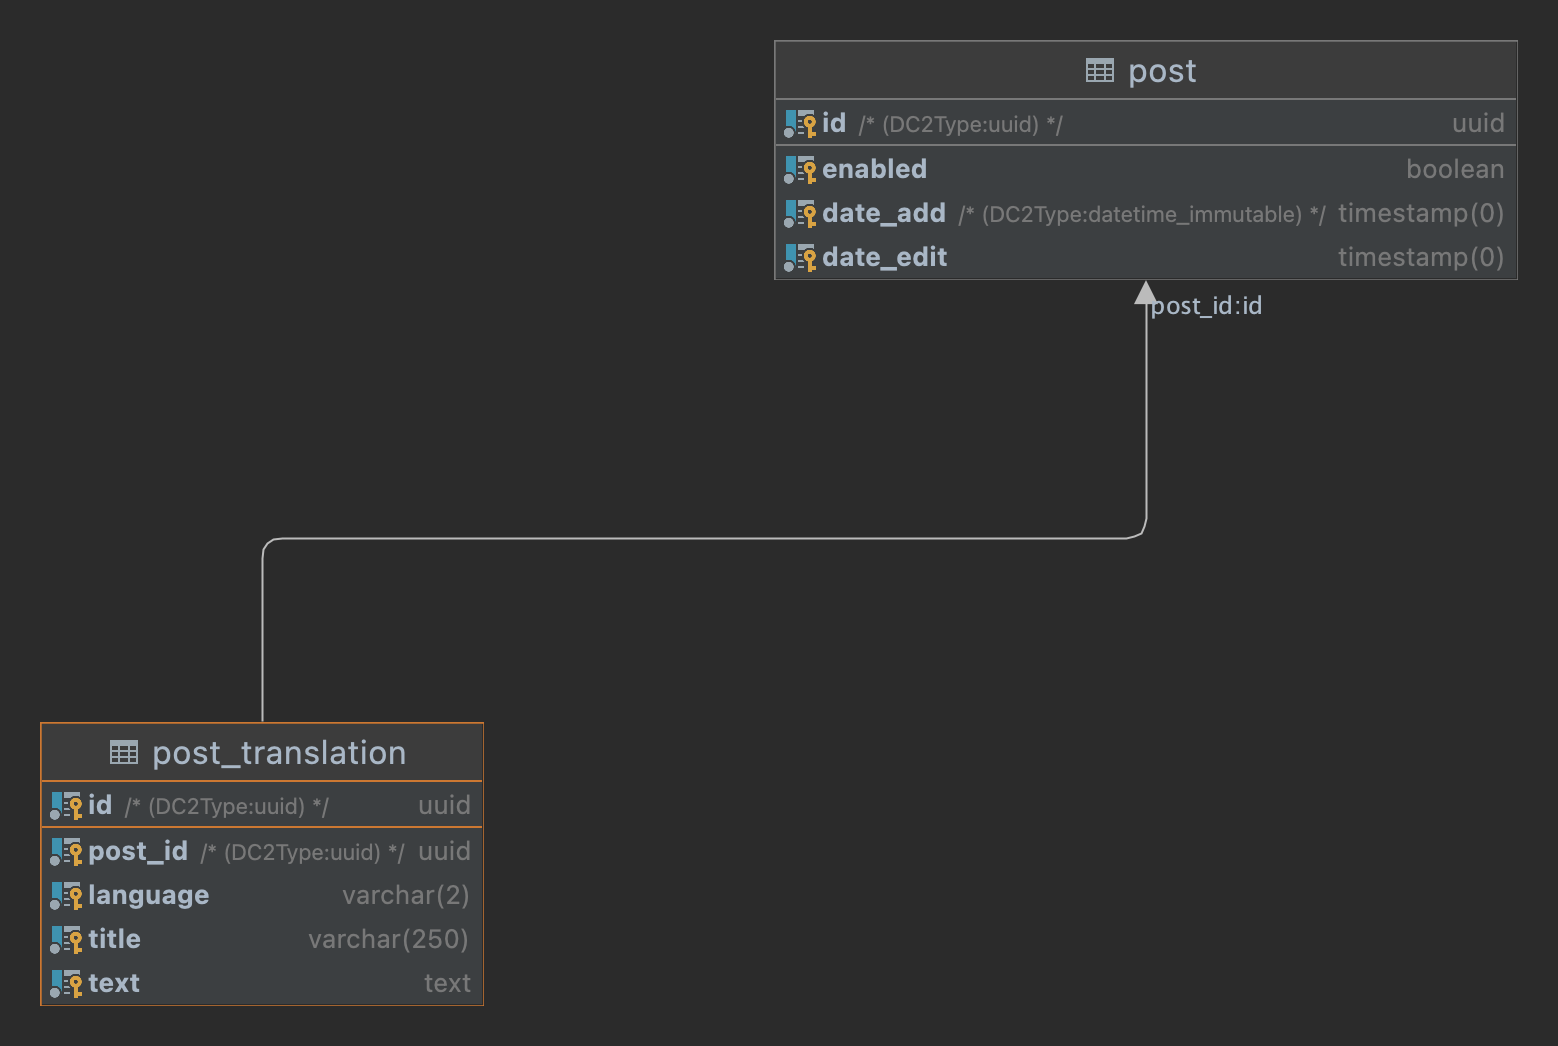 post
id /* (DC2Type:uuid) */ uuid
enabled boolean
date_add /* (DC2Type:datetime_immutable) */ timestamp(0)
date_edit timestamp(0)
post_id:id
post_translation
id /* (DC2Type:uuid) */ uuid
post_id /* (DC2Type:uuid) */ uuid
language varchar(2)
title varchar(250)
text text